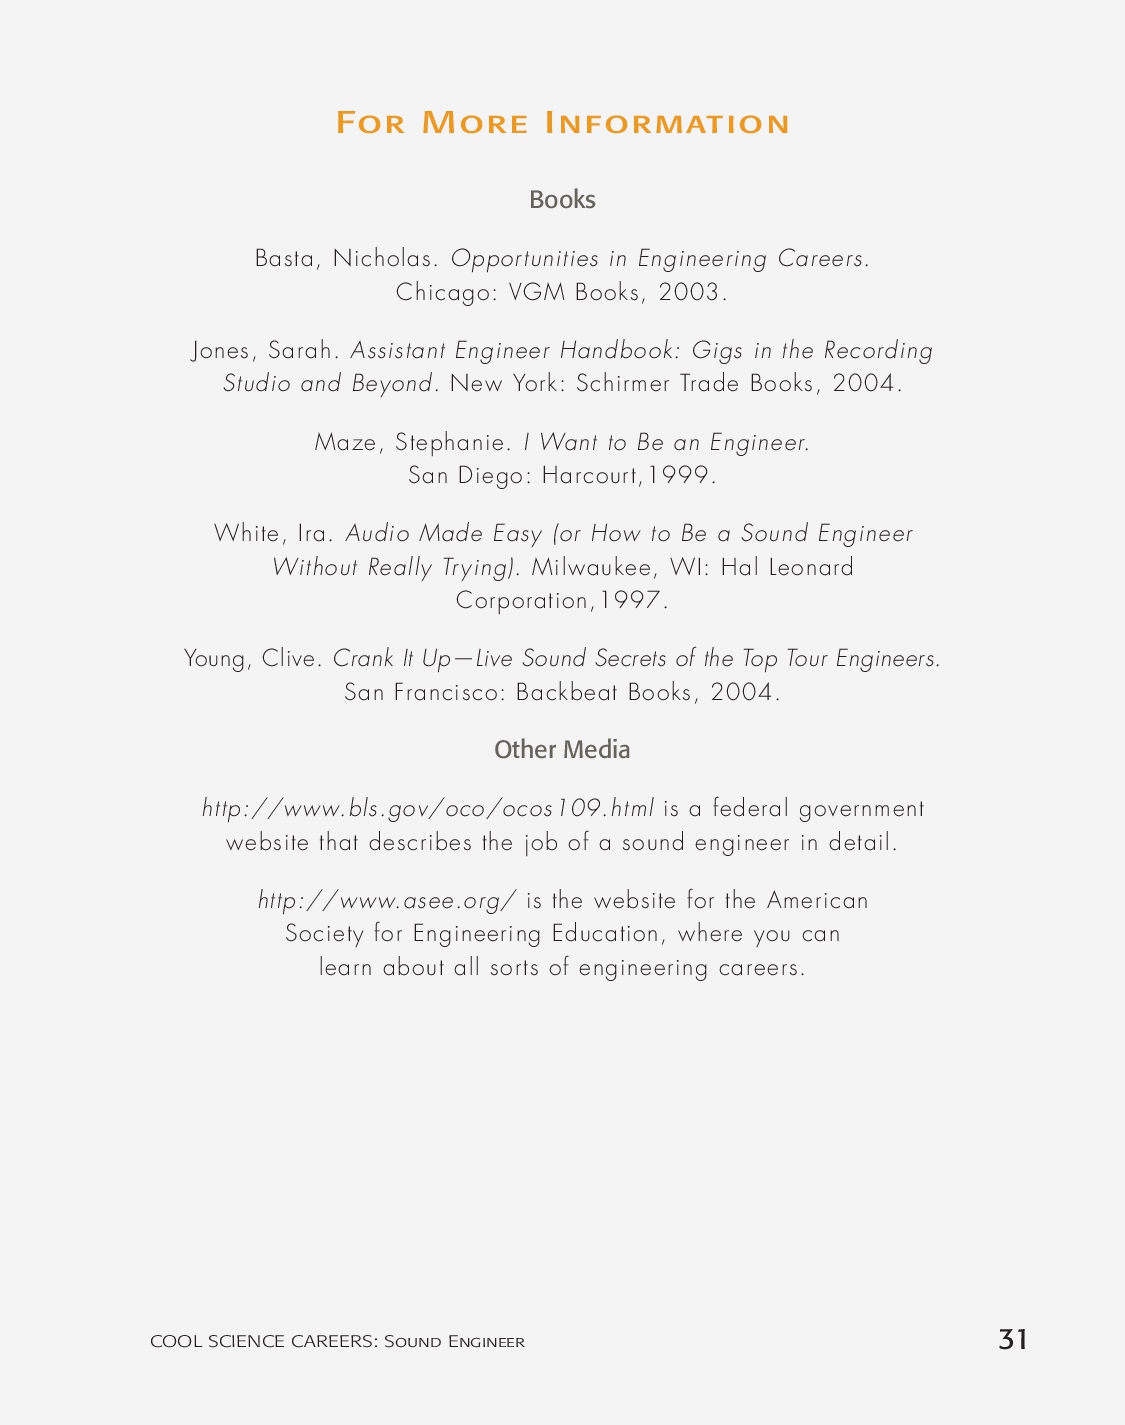 For More Information
Books
Basta, Nicholas. Opportunities in Engineering Careers.
Chicago: VGM Books, 2003.
Jones, Sarah. Assistant Engineer Handbook: Gigs in the Recording
Studio and Beyond. New York: Schirmer Trade Books, 2004.
Maze, Stephanie. I Want to Be an Engineer.
San Diego: Harcourt,1999.
White, Ira. Audio Made Easy (or How to Be a Sound Engineer
Without Really Trying). Milwaukee, WI: Hal Leonard
Corporation,1997.
Young, Clive. Crank It Up—Live Sound Secrets of the Top Tour Engineers.
San Francisco: Backbeat Books, 2004.
Other Media
http://www.bls.gov/oco/ocos109.html is a federal government
website that describes the job of a sound engineer in detail.
http://www.asee.org/ is the website for the American
Society for Engineering Education, where you can
learn about all sorts of engineering careers.
COOL SCIENCE CAREERS: Sound Engineer 31